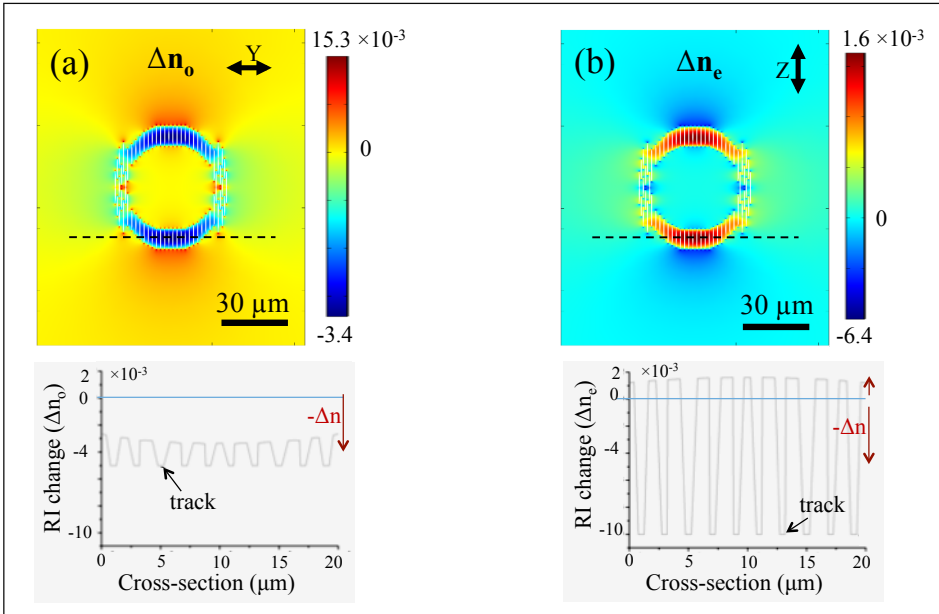 (a)
Δn_o
Y
15.3 ×10⁻³
0
-3.4
30 µm
(b)
Δn_e
Z
1.6 ×10⁻³
0
-6.4
30 µm
RI change (Δn_o)
×10⁻³
2
0
-4
-10
-Δn
track
0 5 10 15 20
Cross-section (µm)
RI change (Δn_e)
×10⁻³
2
0
-4
-10
-Δn
track
0 5 10 15 20
Cross-section (µm)